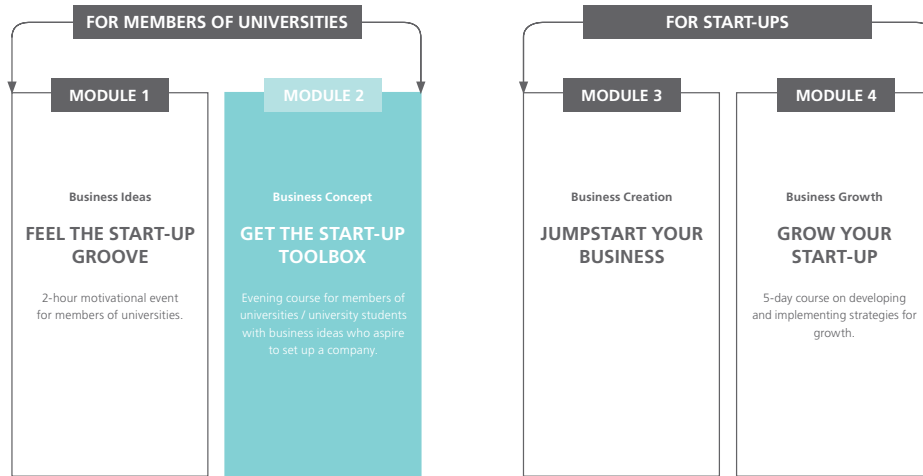 FOR MEMBERS OF UNIVERSITIES
MODULE 1
Business Ideas
FEEL THE START-UP
GROOVE
2-hour motivational event
for members of universities.
MODULE 2
Business Concept
GET THE START-UP
TOOLBOX
Evening course for members of
universities / university students
with business ideas who aspire
to set up a company.
FOR START-UPS
MODULE 3
Business Creation
JUMPSTART YOUR
BUSINESS
MODULE 4
Business Growth
GROW YOUR
START-UP
5-day course on developing
and implementing strategies for
growth.